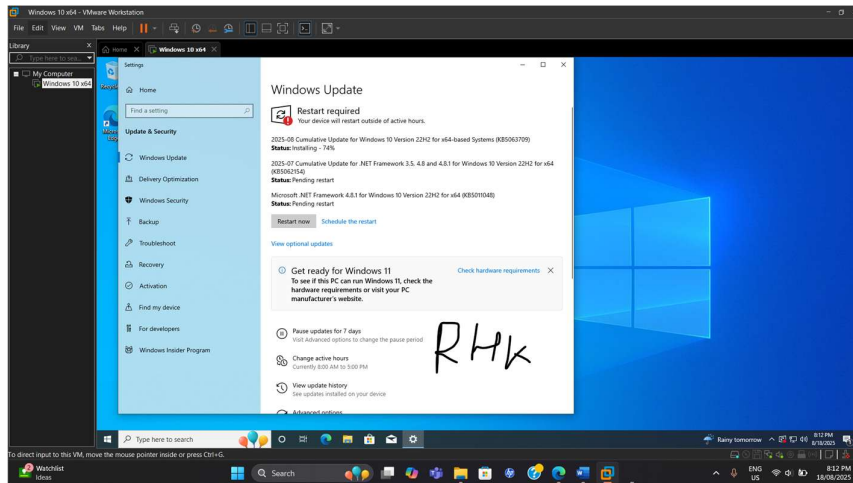 Windows 10 x64 - VMware Workstation
File Edit View VM Tabs Help
Library X
Home X Windows 10 x64 X
Type here to sea...
My Computer
Windows 10 x64
Settings
Home
Find a setting
Update & Security
Windows Update
Delivery Optimization
Windows Security
Backup
Troubleshoot
Recovery
Activation
Find my device
For developers
Windows Insider Program
Windows Update
Restart required
Your device will restart outside of active hours.
2025-08 Cumulative Update for Windows 10 Version 22H2 for x64-based Systems (KB5063709)
Status: Installing - 74%
2025-07 Cumulative Update for .NET Framework 3.5, 4.8 and 4.8.1 for Windows 10 Version 22H2 for x64
(KB5062154)
Status: Pending restart
Microsoft .NET Framework 4.8.1 for Windows 10 Version 22H2 for x64 (KB5011048)
Status: Pending restart
Restart now Schedule the restart
View optional updates
Get ready for Windows 11 Check hardware requirements
To see if this PC can run Windows 11, check the
hardware requirements or visit your PC
manufacturer's website.
Pause updates for 7 days
Visit Advanced options to change the pause period
RHK
Change active hours
Currently 8:00 AM to 5:00 PM
View update history
See updates installed on your device
Advanced options
Type here to search
Rainy tomorrow
8:12 PM
8/18/2025
To direct input to this VM, move the mouse pointer inside or press Ctrl+G.
2
Watchlist
Ideas
Search
ENG
US
8:12 PM
18/08/2025